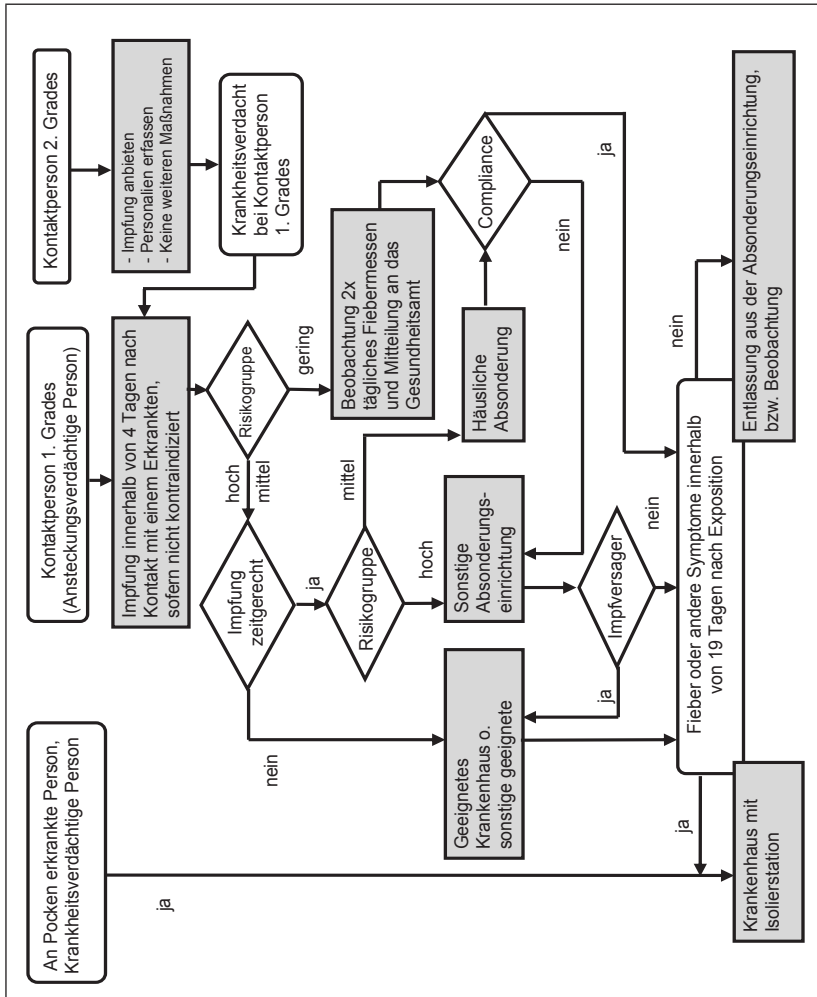 An Pocken erkrankte Person,
Krankheitsverdächtige Person
Kontaktperson 1. Grades
(Ansteckungsverdächtige Person)
Kontaktperson 2. Grades
Impfung innerhalb von 4 Tagen nach
Kontakt mit einem Erkrankten,
sofern nicht kontraindiziert
- Impfung anbieten
- Personalien erfassen
- Keine weiteren Maßnahmen
Krankheitsverdacht
bei Kontaktperson
1. Grades
Risikogruppe
hoch
mittel
gering
Impfung
zeitgerecht
nein
ja
Beobachtung 2x
tägliches Fiebermessen
und Mitteilung an das
Gesundheitsamt
Risikogruppe
mittel
hoch
Häusliche
Absonderung
Compliance
nein
ja
Geeignetes
Krankenhaus o.
sonstige geeignete
Sonstige
Absonderungs-
einrichtung
Impfversager
ja
nein
Fieber oder andere Symptome innerhalb
von 19 Tagen nach Exposition
ja
ja
nein
Krankenhaus mit
Isolierstation
Entlassung aus der Absonderungseinrichtung,
bzw. Beobachtung